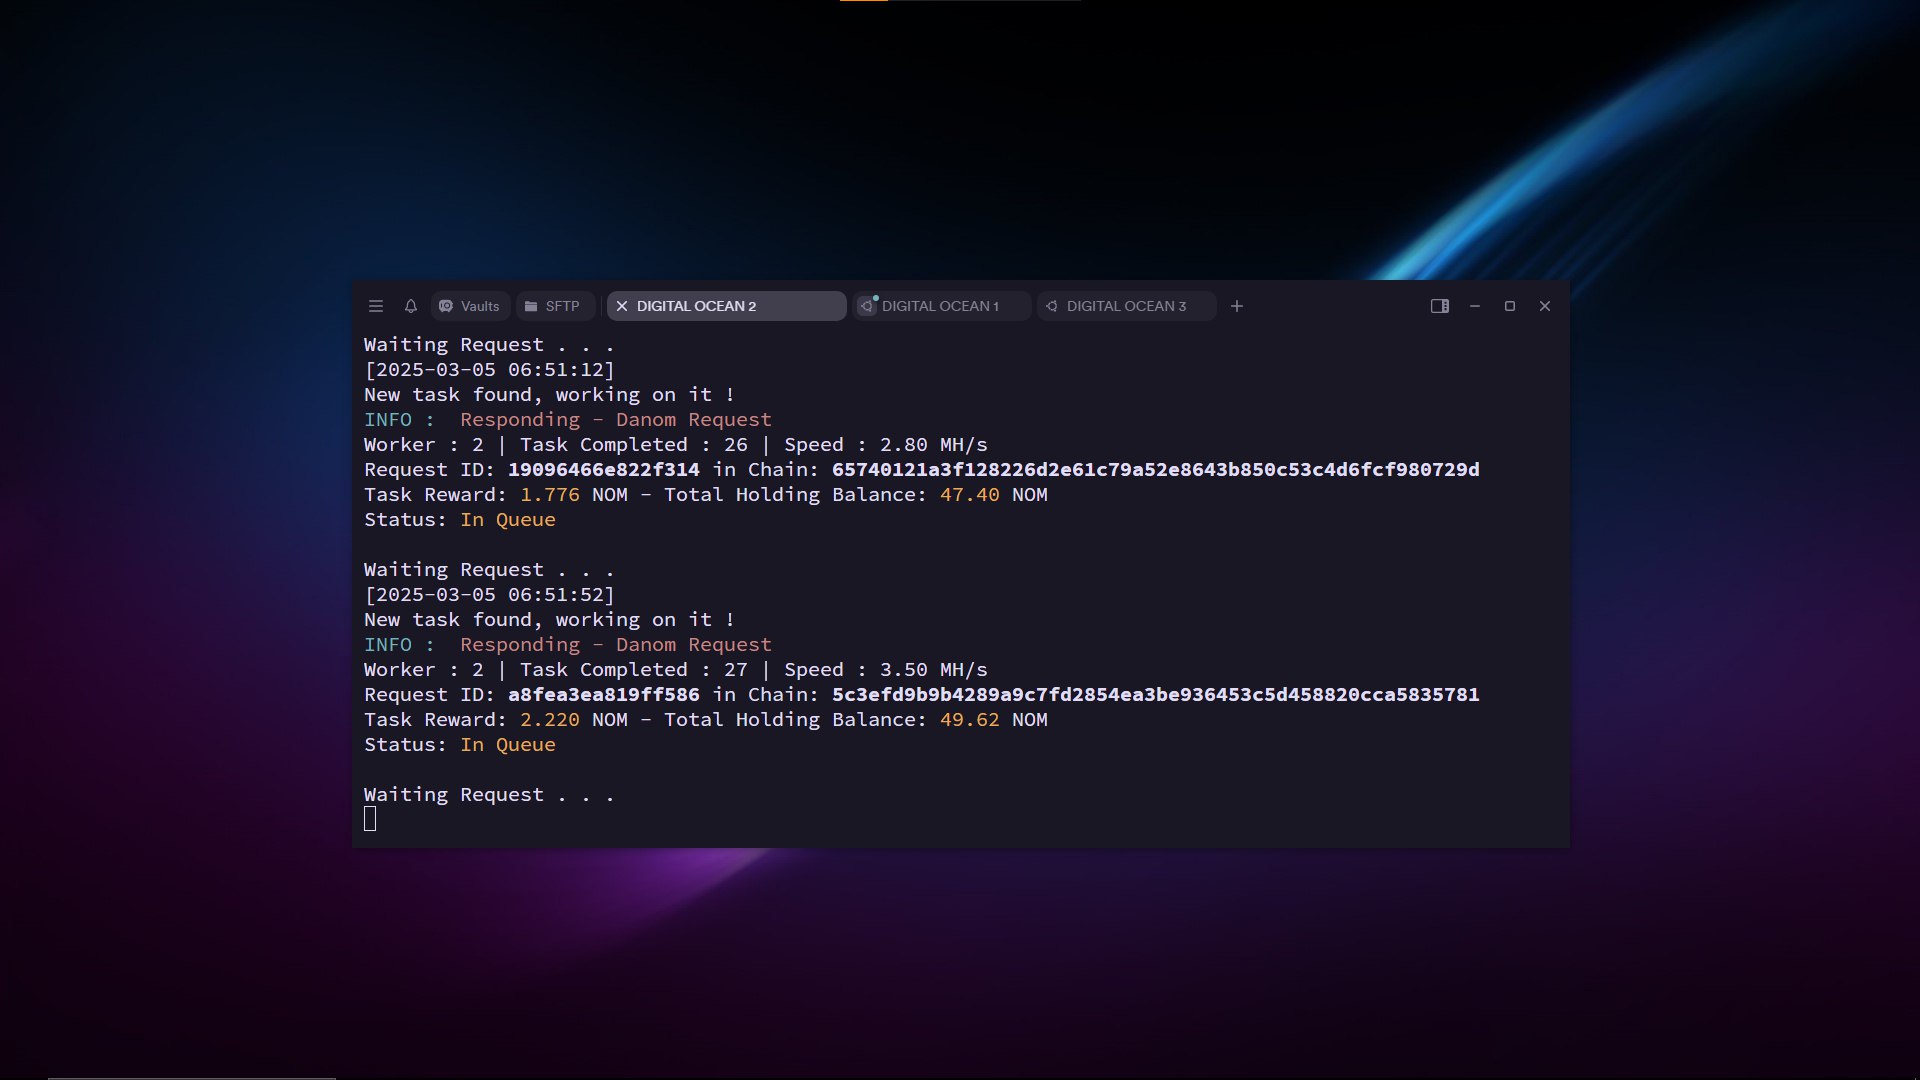 Vaults SFTP DIGITAL OCEAN 2 DIGITAL OCEAN 1 DIGITAL OCEAN 3
Waiting Request . . .
[2025-03-05 06:51:12]
New task found, working on it !
INFO :  Responding - Danom Request
Worker : 2 | Task Completed : 26 | Speed : 2.80 MH/s
Request ID: 19096466e822f314 in Chain: 65740121a3f128226d2e61c79a52e8643b850c53c4d6fcf980729d
Task Reward: 1.776 NOM - Total Holding Balance: 47.40 NOM
Status: In Queue
Waiting Request . . .
[2025-03-05 06:51:52]
New task found, working on it !
INFO :  Responding - Danom Request
Worker : 2 | Task Completed : 27 | Speed : 3.50 MH/s
Request ID: a8fea3ea819ff586 in Chain: 5c3efd9b9b4289a9c7fd2854ea3be936453c5d458820cca5835781
Task Reward: 2.220 NOM - Total Holding Balance: 49.62 NOM
Status: In Queue
Waiting Request . . .